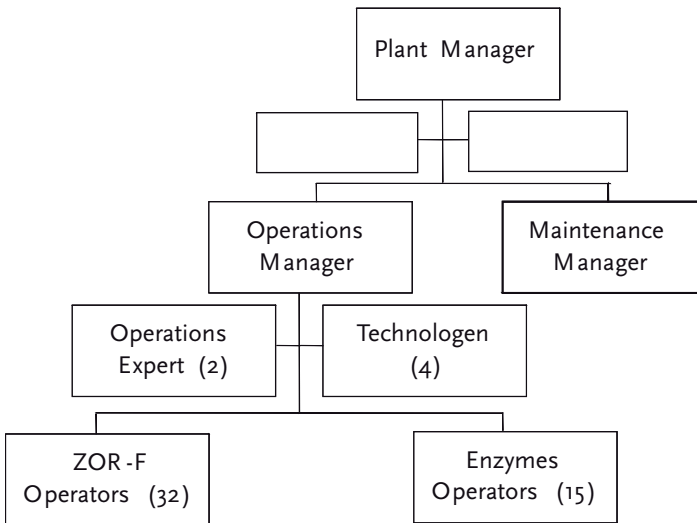 Plant Manager
Operations
Manager
Maintenance
Manager
Operations
Expert (2)
Technologen
(4)
ZOR-F
Operators (32)
Enzymes
Operators (15)